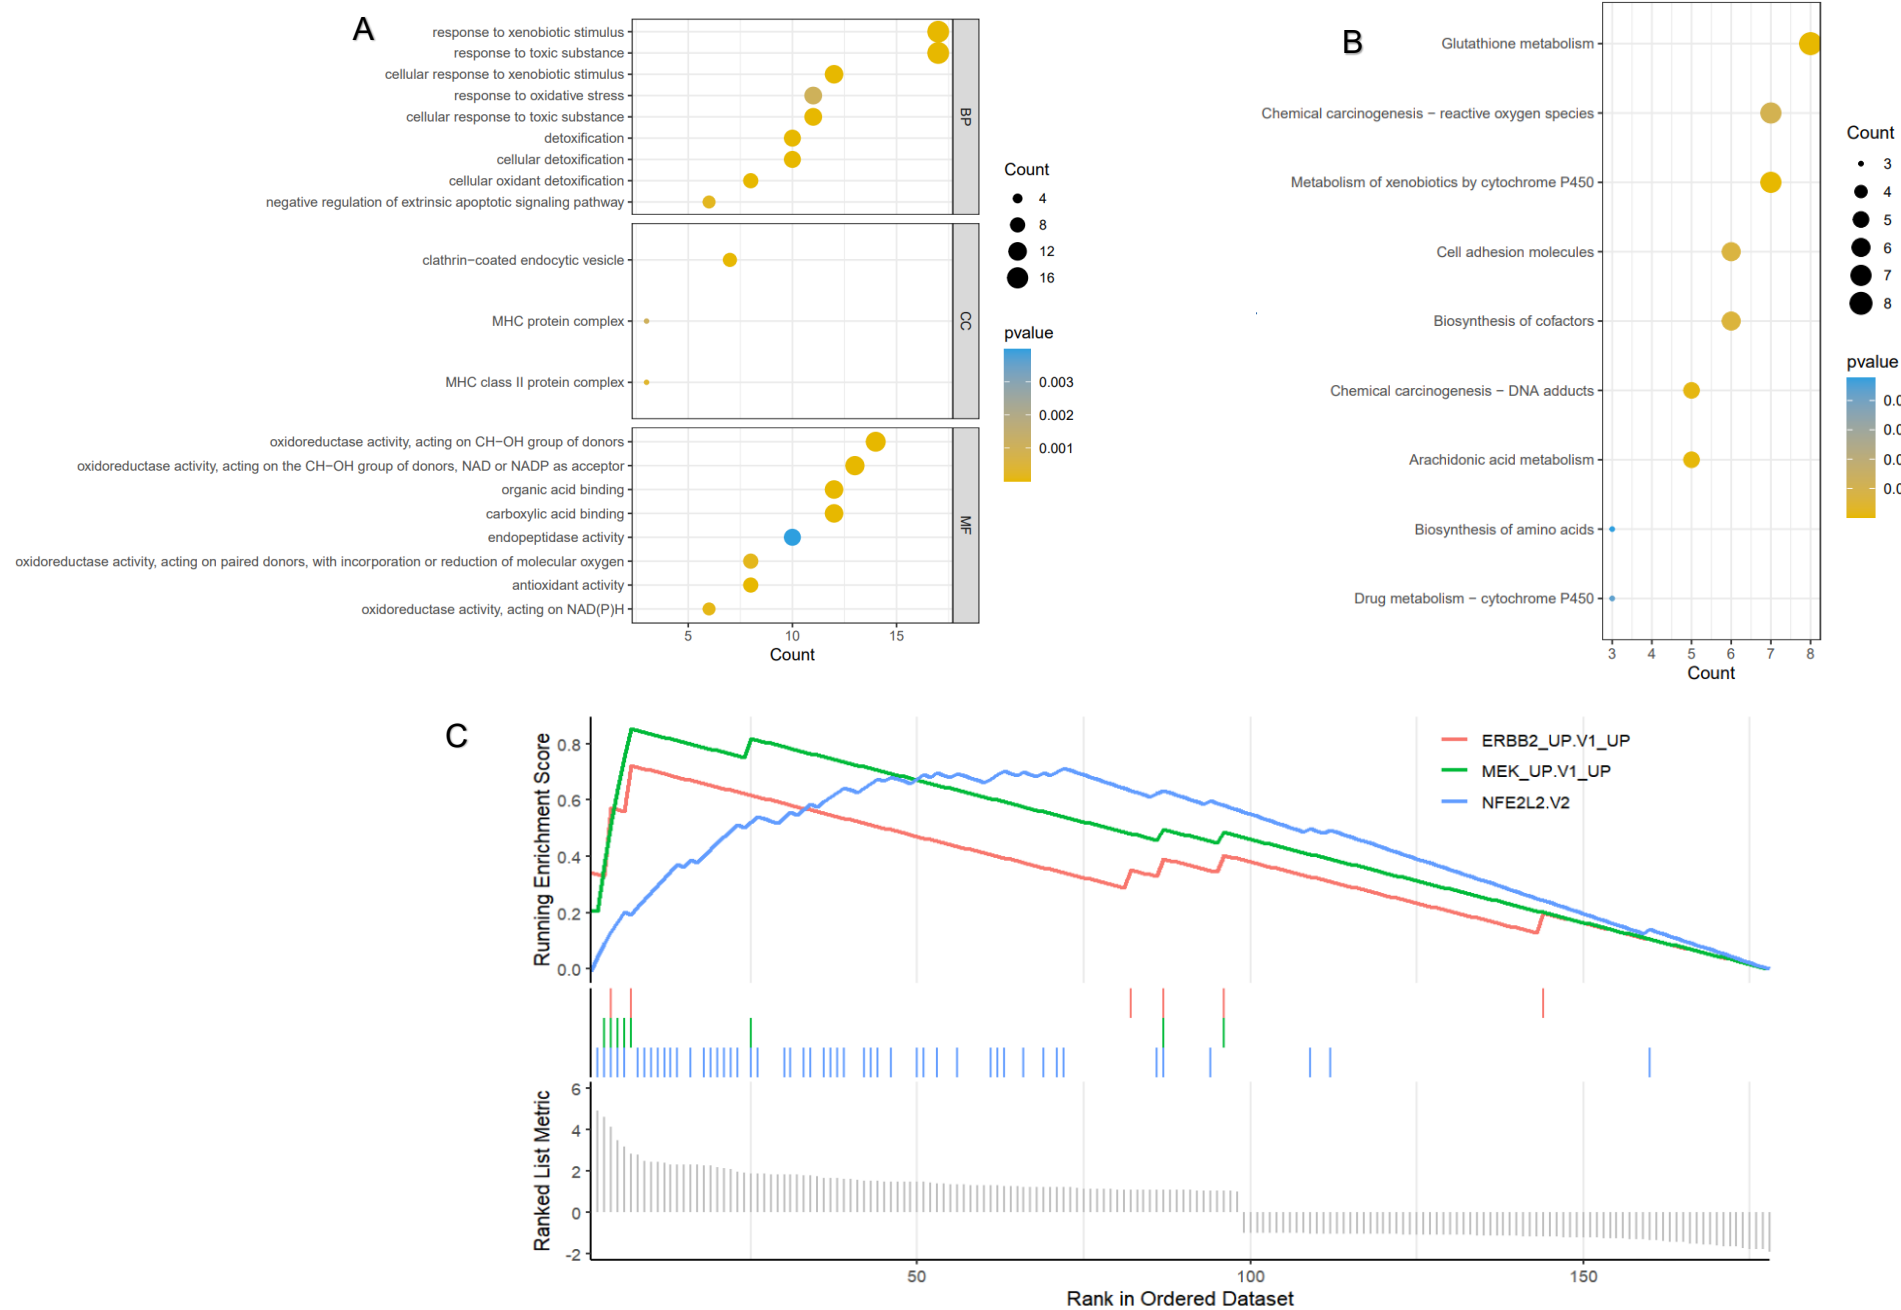 A
response to xenobiotic stimulus
response to toxic substance
cellular response to xenobiotic stimulus
response to oxidative stress
cellular response to toxic substance
detoxification
cellular detoxification
cellular oxidant detoxification
negative regulation of extrinsic apoptotic signaling pathway
BP
clathrin−coated endocytic vesicle
MHC protein complex
MHC class II protein complex
CC
oxidoreductase activity, acting on CH−OH group of donors
oxidoreductase activity, acting on the CH−OH group of donors, NAD or NADP as acceptor
organic acid binding
carboxylic acid binding
endopeptidase activity
oxidoreductase activity, acting on paired donors, with incorporation or reduction of molecular oxygen
antioxidant activity
oxidoreductase activity, acting on NAD(P)H
MF
5 10 15
Count
Count
4
8
12
16
pvalue
0.003
0.002
0.001
B
Glutathione metabolism
Chemical carcinogenesis − reactive oxygen species
Metabolism of xenobiotics by cytochrome P450
Cell adhesion molecules
Biosynthesis of cofactors
Chemical carcinogenesis − DNA adducts
Arachidonic acid metabolism
Biosynthesis of amino acids
Drug metabolism − cytochrome P450
3 4 5 6 7 8
Count
Count
3
4
5
6
7
8
pvalue
0.0
0.0
0.0
0.0
C
Running Enrichment Score
0.8
0.6
0.4
0.2
0.0
ERBB2_UP.V1_UP
MEK_UP.V1_UP
NFE2L2.V2
Ranked List Metric
6
4
2
0
-2
50 100 150
Rank in Ordered Dataset